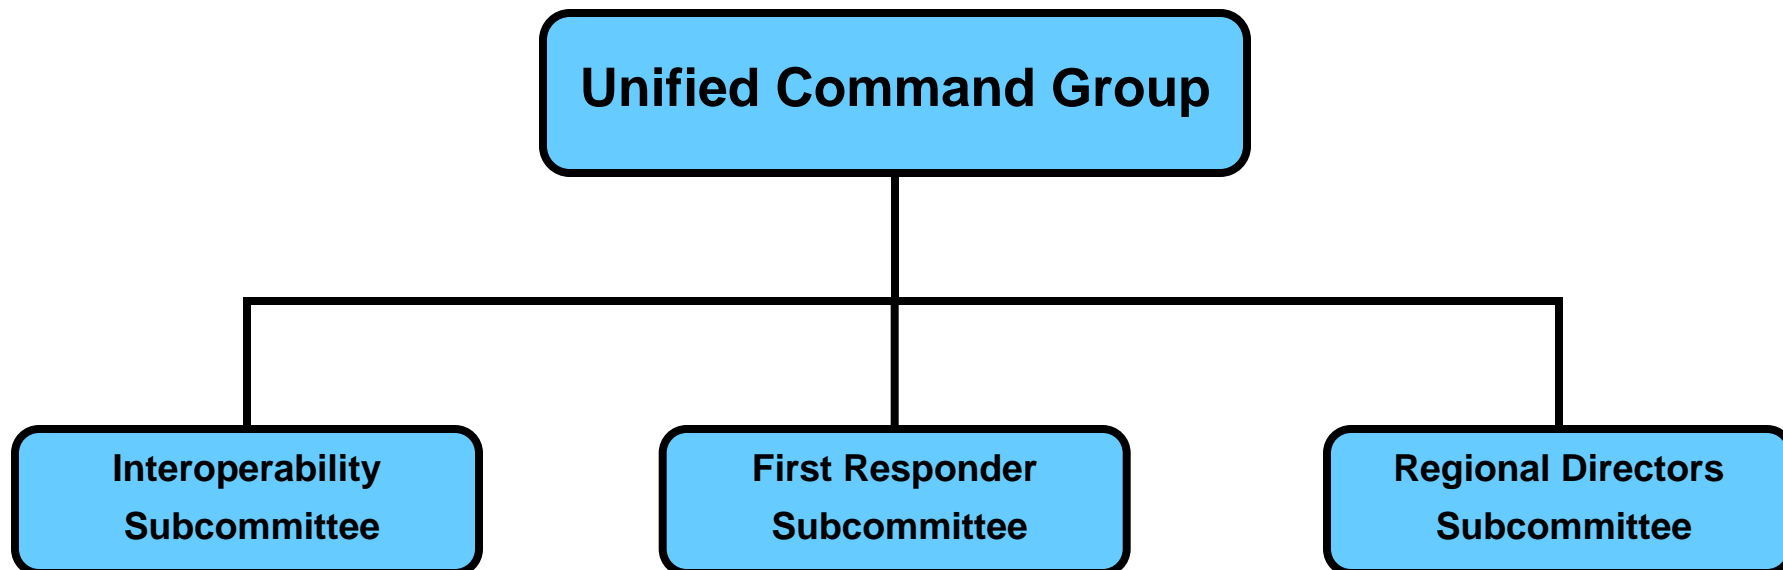 Unified Command Group
Interoperability
Subcommittee
First Responder
Subcommittee
Regional Directors
Subcommittee